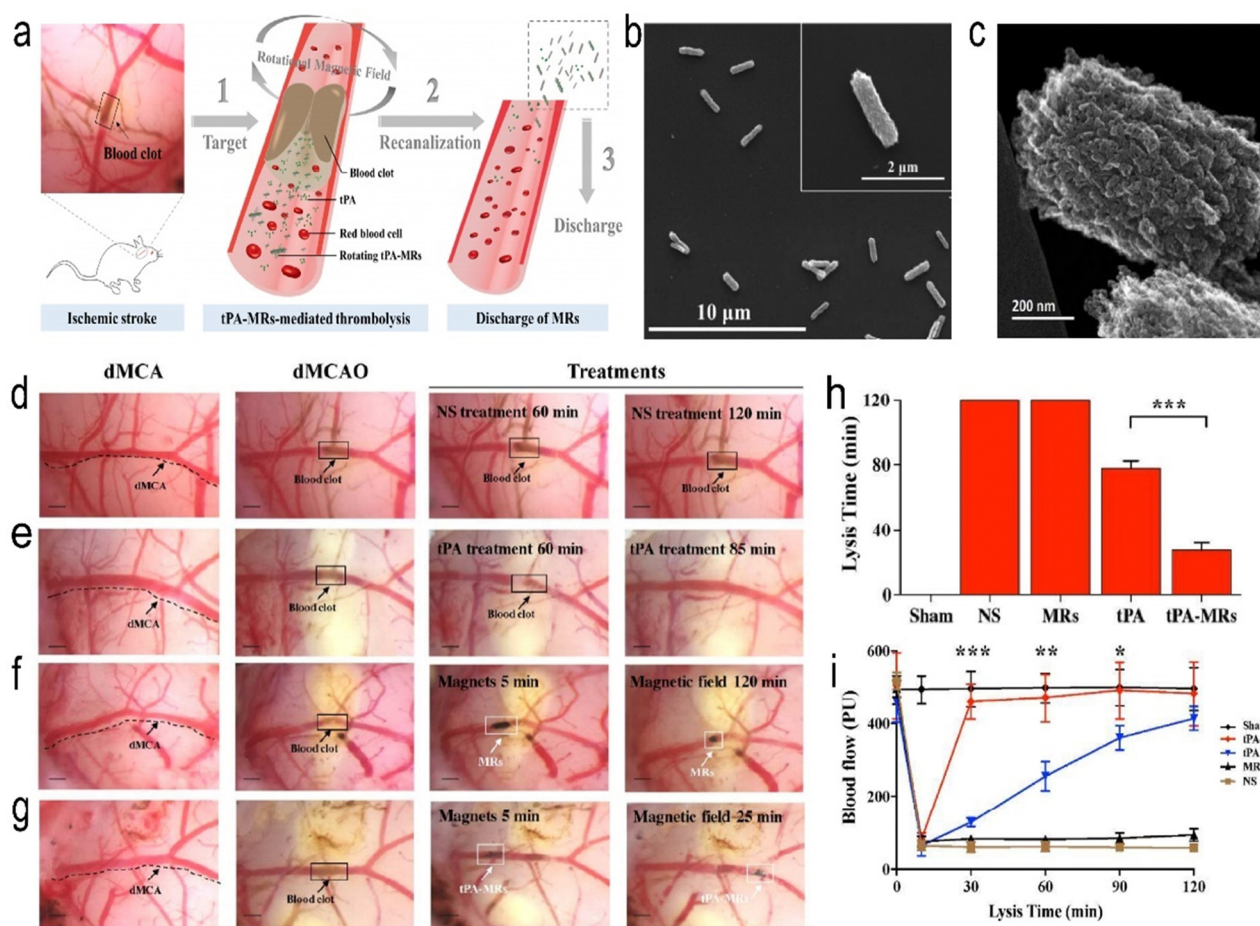 a
Blood clot
Ischemic stroke
1
Target
Rotational Magnetic Field
Blood clot
tPA
Red blood cell
Rotating tPA-MRs
tPA-MRs-mediated thrombolysis
2
Recanalization
3
Discharge
Discharge of MRs
b
2 µm
10 µm
c
200 nm
dMCA
dMCAO
Treatments
d
dMCA
Blood clot
NS treatment 60 min
Blood clot
NS treatment 120 min
Blood clot
e
dMCA
Blood clot
tPA treatment 60 min
Blood clot
tPA treatment 85 min
f
dMCA
Blood clot
Magnets 5 min
MRs
Magnetic field 120 min
MRs
g
dMCA
Blood clot
Magnets 5 min
tPA-MRs
Magnetic field 25 min
tPA-MRs
h
Lysis Time (min)
120
80
40
0
***
Sham
NS
MRs
tPA
tPA-MRs
i
Blood flow (PU)
600
400
200
0
***
**
*
0
30
60
90
120
Lysis Time (min)
Sha
tPA
tPA
MR
NS